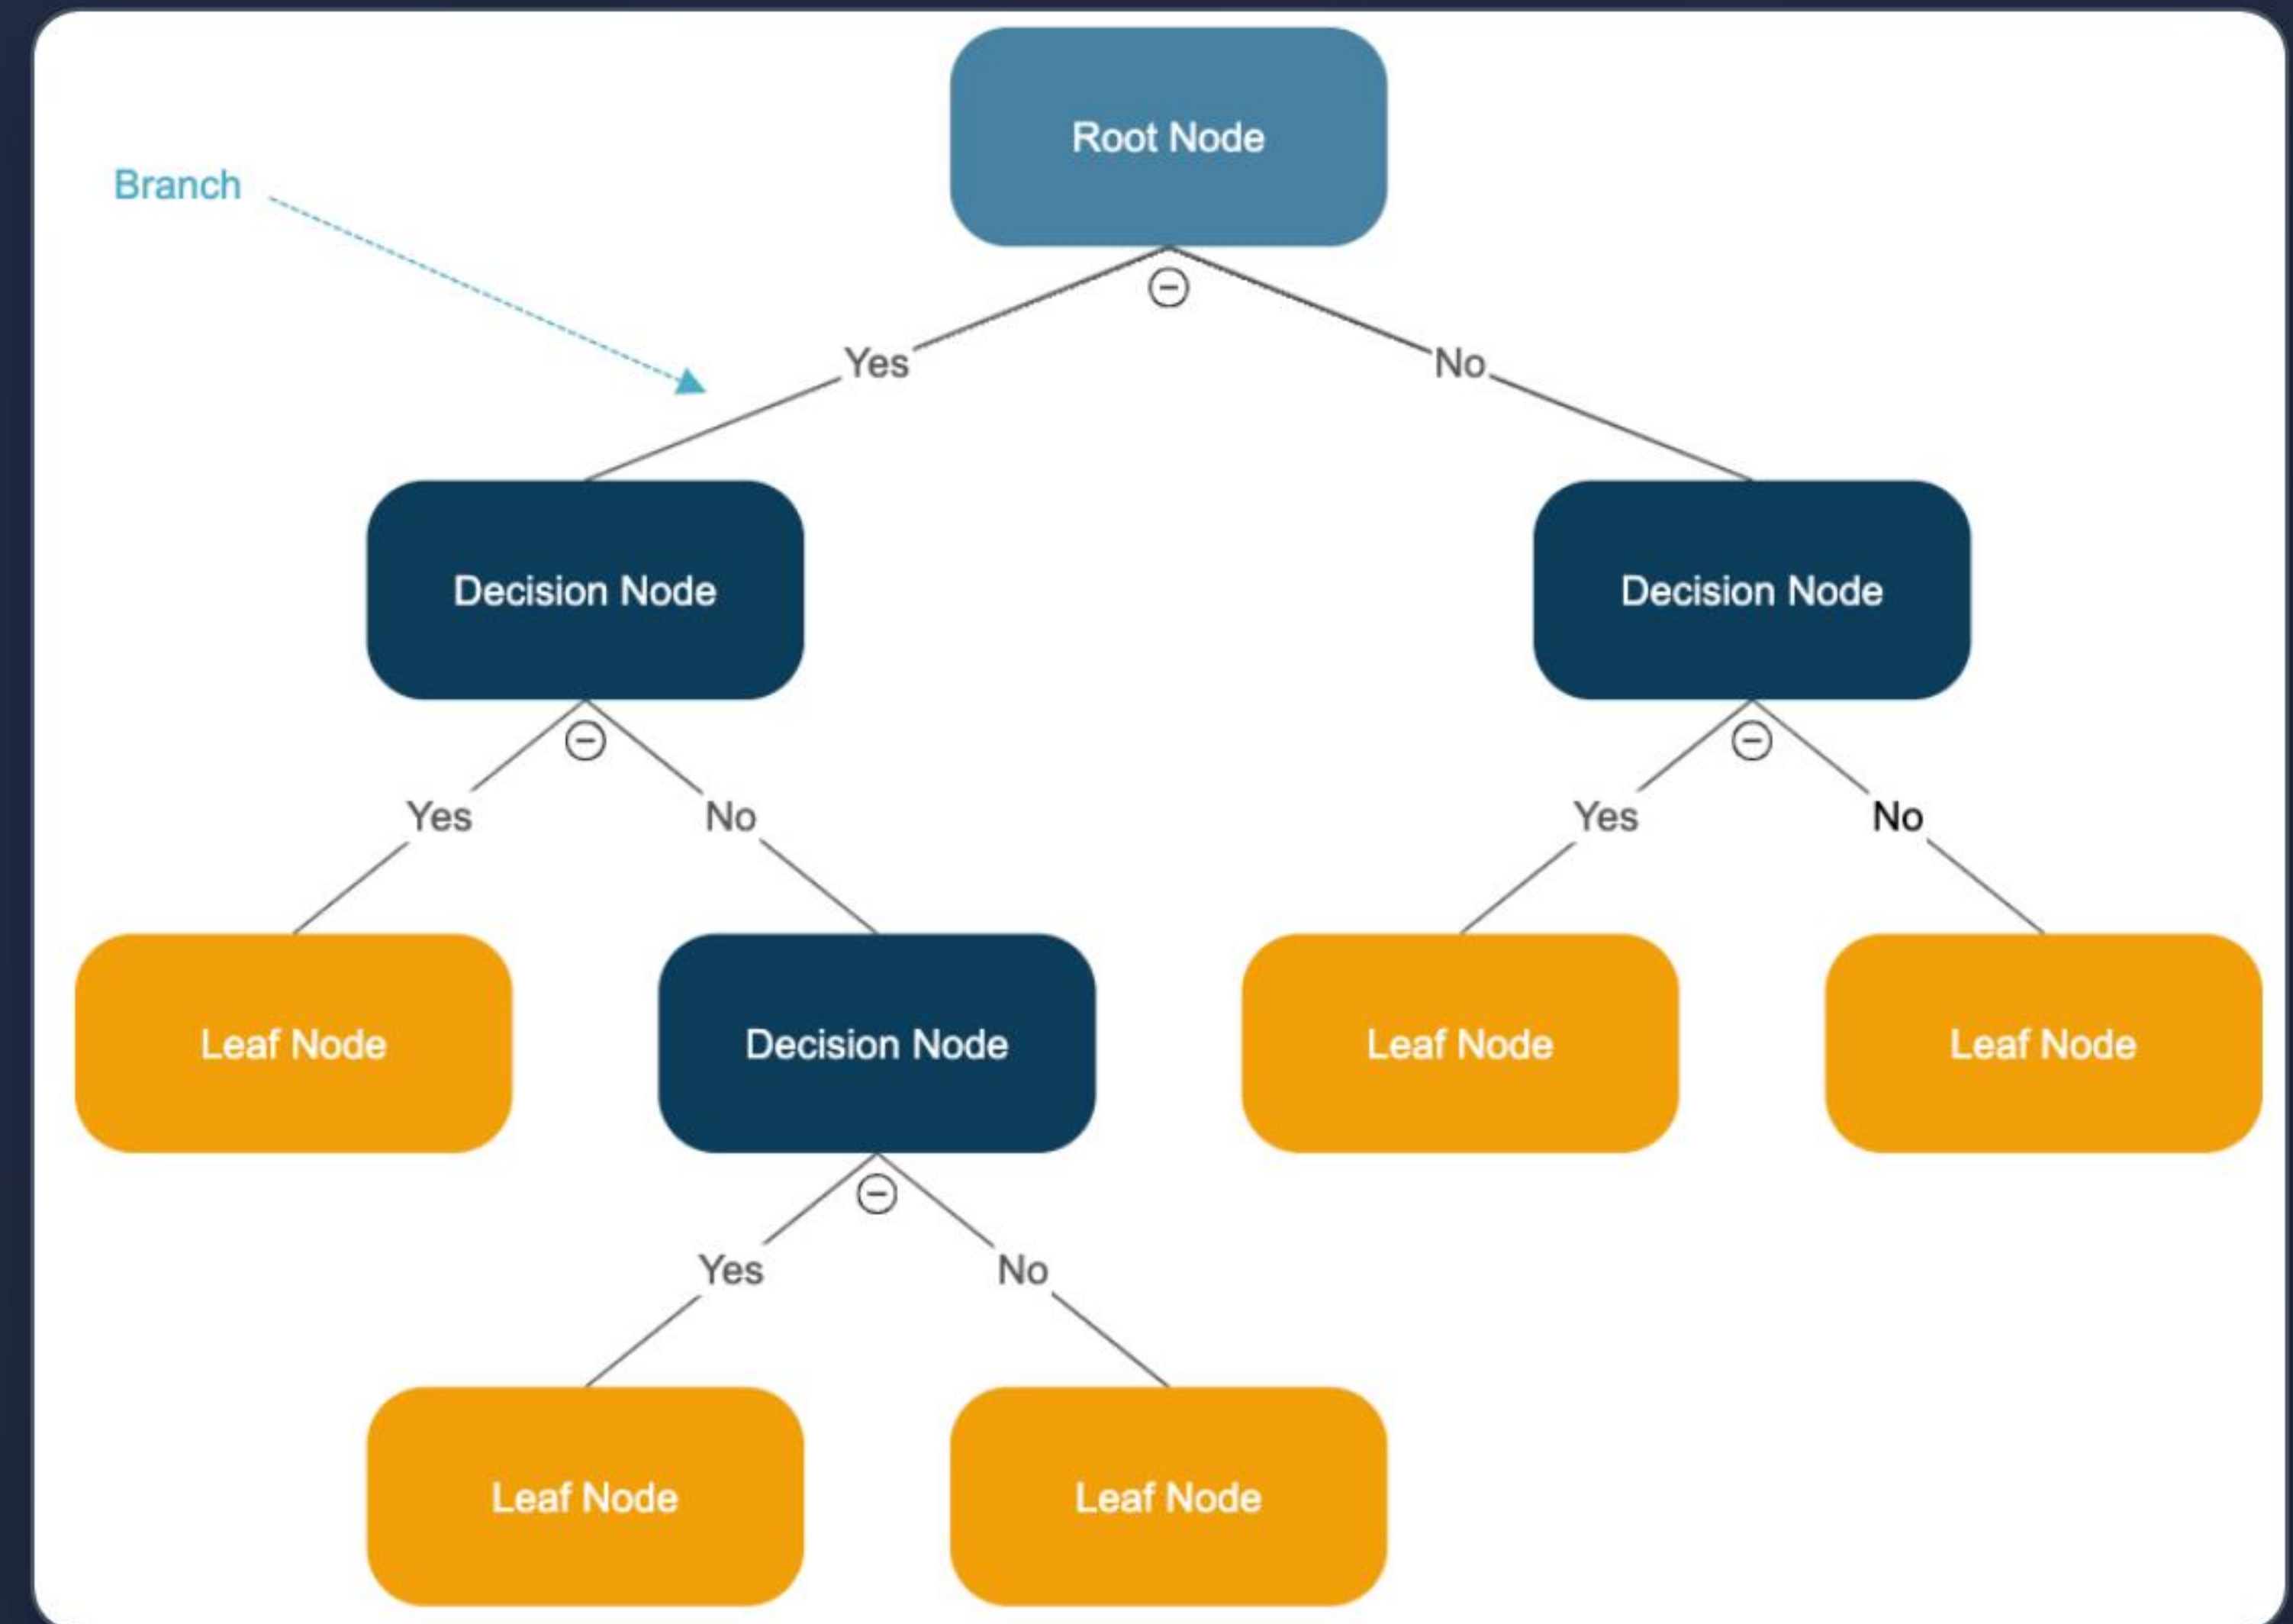 Root Node
Branch
Yes
No
Decision Node
Decision Node
Yes
No
Yes
No
Leaf Node
Decision Node
Leaf Node
Leaf Node
Yes
No
Leaf Node
Leaf Node